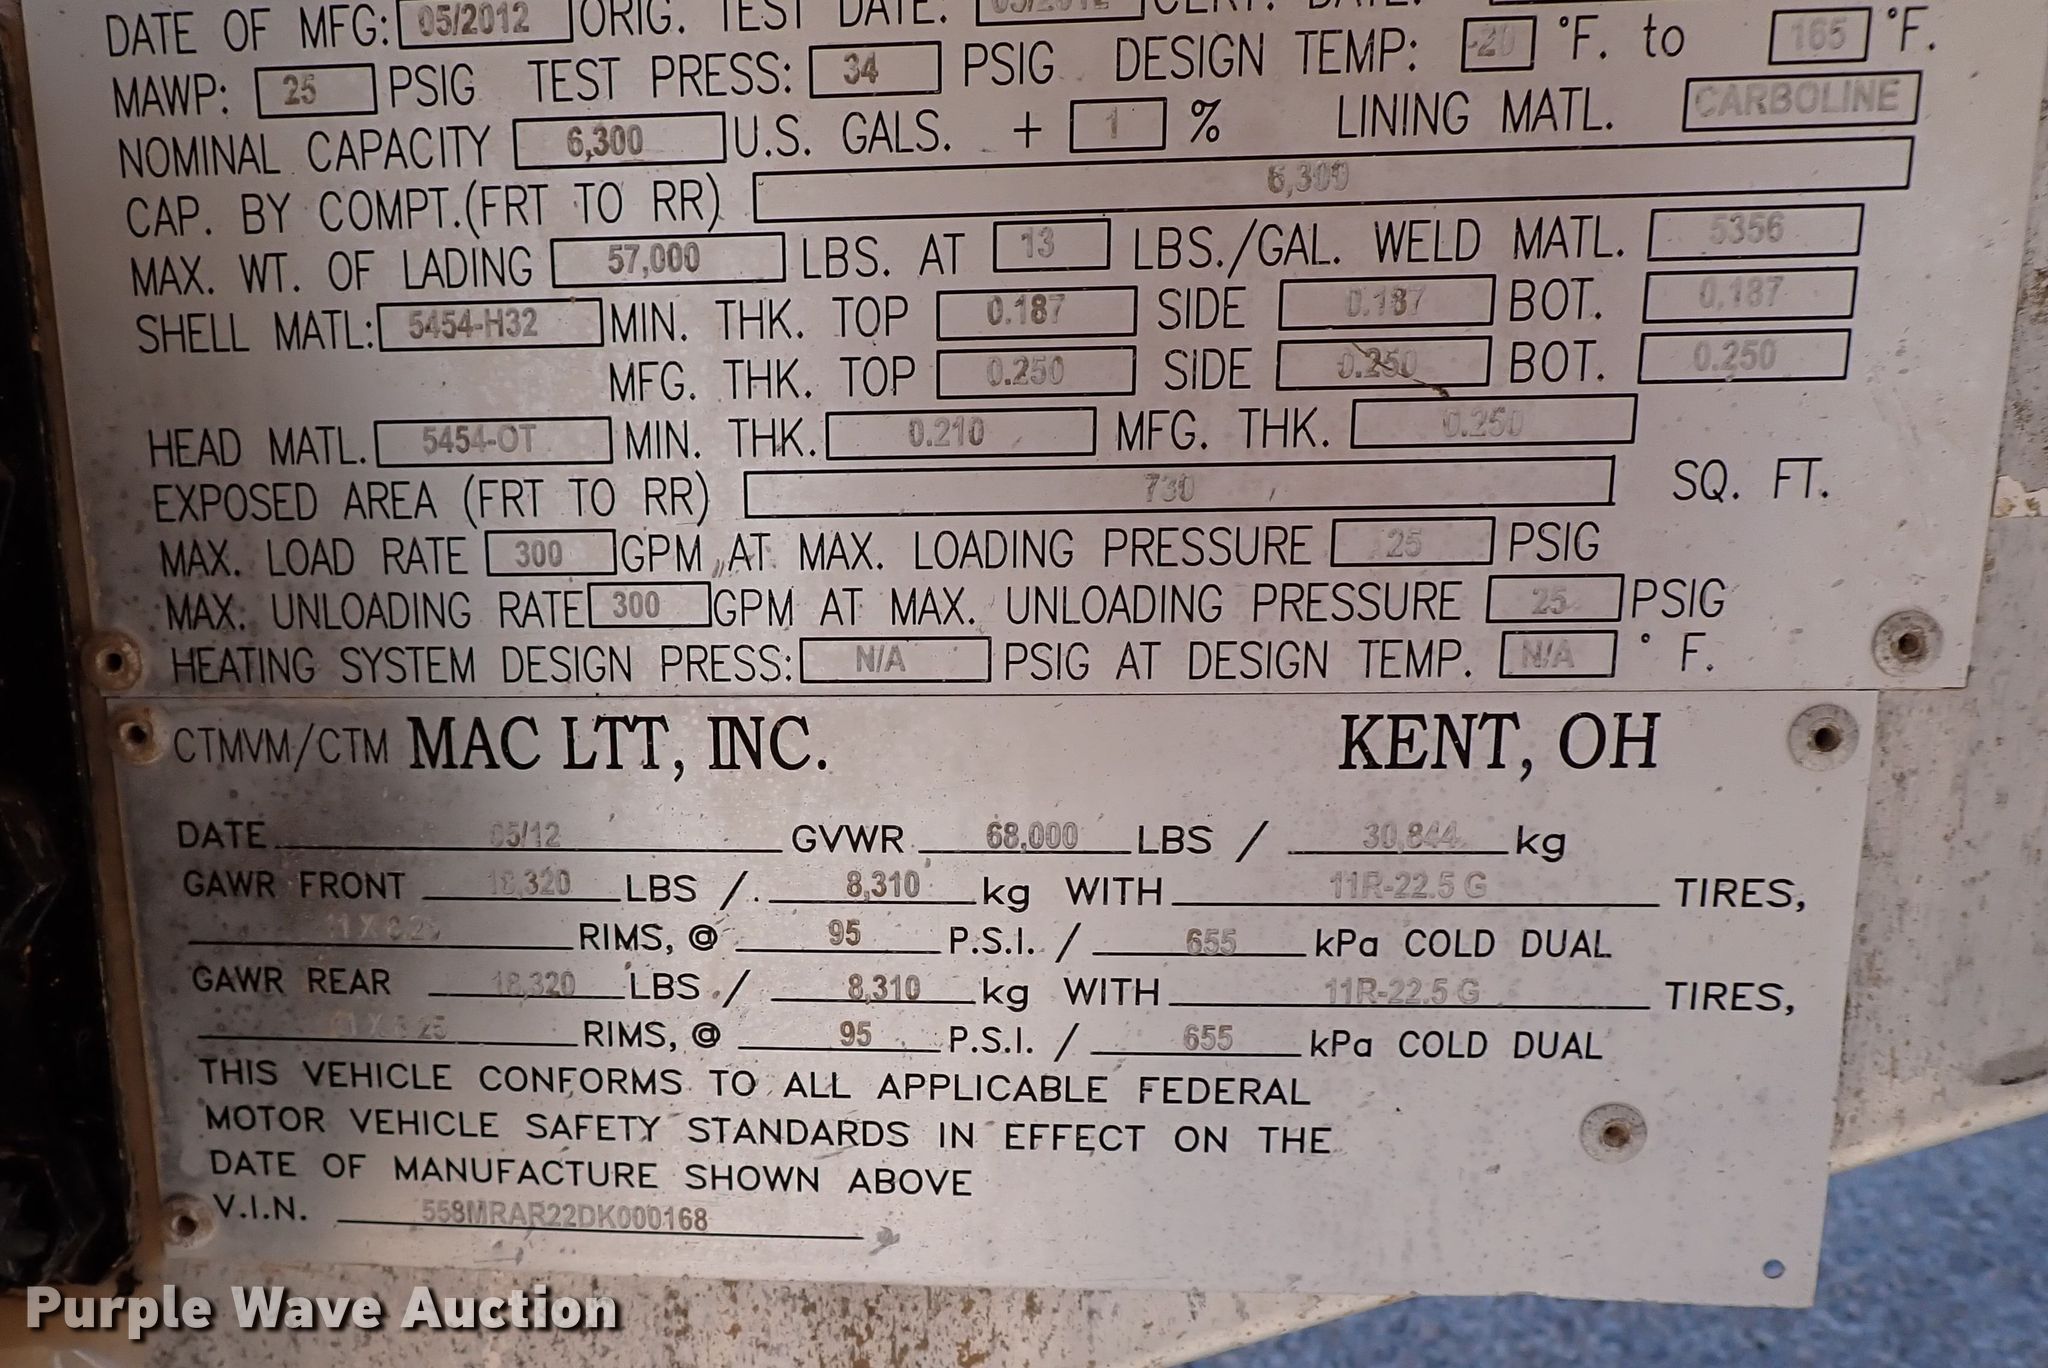 DATE OF MFG: 05/2012 ORIG. TEST DATE: 05/2012 CERT. DATE:
MAWP: 25 PSIG TEST PRESS: 34 PSIG DESIGN TEMP: -20 °F. to 165 °F.
NOMINAL CAPACITY 6,300 U.S. GALS. + 1 % LINING MATL. CARBOLINE
CAP. BY COMPT.(FRT TO RR) 6,300
MAX. WT. OF LADING 57,000 LBS. AT 13 LBS./GAL. WELD MATL. 5356
SHELL MATL: 5454-H32 MIN. THK. TOP 0.187 SIDE 0.187 BOT. 0.187
MFG. THK. TOP 0.250 SIDE 0.250 BOT. 0.250
HEAD MATL. 5454-OT MIN. THK. 0.210 MFG. THK. 0.250
EXPOSED AREA (FRT TO RR) 730 SQ. FT.
MAX. LOAD RATE 300 GPM AT MAX. LOADING PRESSURE 25 PSIG
MAX. UNLOADING RATE 300 GPM AT MAX. UNLOADING PRESSURE 25 PSIG
HEATING SYSTEM DESIGN PRESS: N/A PSIG AT DESIGN TEMP. N/A ° F.
CTMVM/CTM MAC LTT, INC. KENT, OH
DATE 05/12 GVWR 68,000 LBS / 30,844 kg
GAWR FRONT 18,320 LBS / 8,310 kg WITH 11R-22.5 G TIRES,
11 X 8.25 RIMS, @ 95 P.S.I. / 655 kPa COLD DUAL
GAWR REAR 18,320 LBS / 8,310 kg WITH 11R-22.5 G TIRES,
X 8.25 RIMS, @ 95 P.S.I. / 655 kPa COLD DUAL
THIS VEHICLE CONFORMS TO ALL APPLICABLE FEDERAL
MOTOR VEHICLE SAFETY STANDARDS IN EFFECT ON THE
DATE OF MANUFACTURE SHOWN ABOVE
V.I.N. 558MRAR22DK000168
Purple Wave Auction